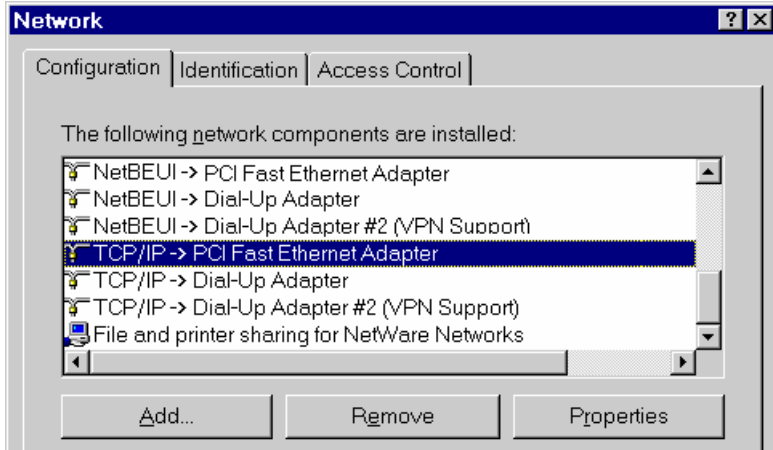 Network
Configuration Identification Access Control
The following network components are installed:
NetBEUI -> PCI Fast Ethernet Adapter
NetBEUI -> Dial-Up Adapter
NetBEUI -> Dial-Up Adapter #2 (VPN Support)
TCP/IP -> PCI Fast Ethernet Adapter
TCP/IP -> Dial-Up Adapter
TCP/IP -> Dial-Up Adapter #2 (VPN Support)
File and printer sharing for NetWare Networks
Add... Remove Properties